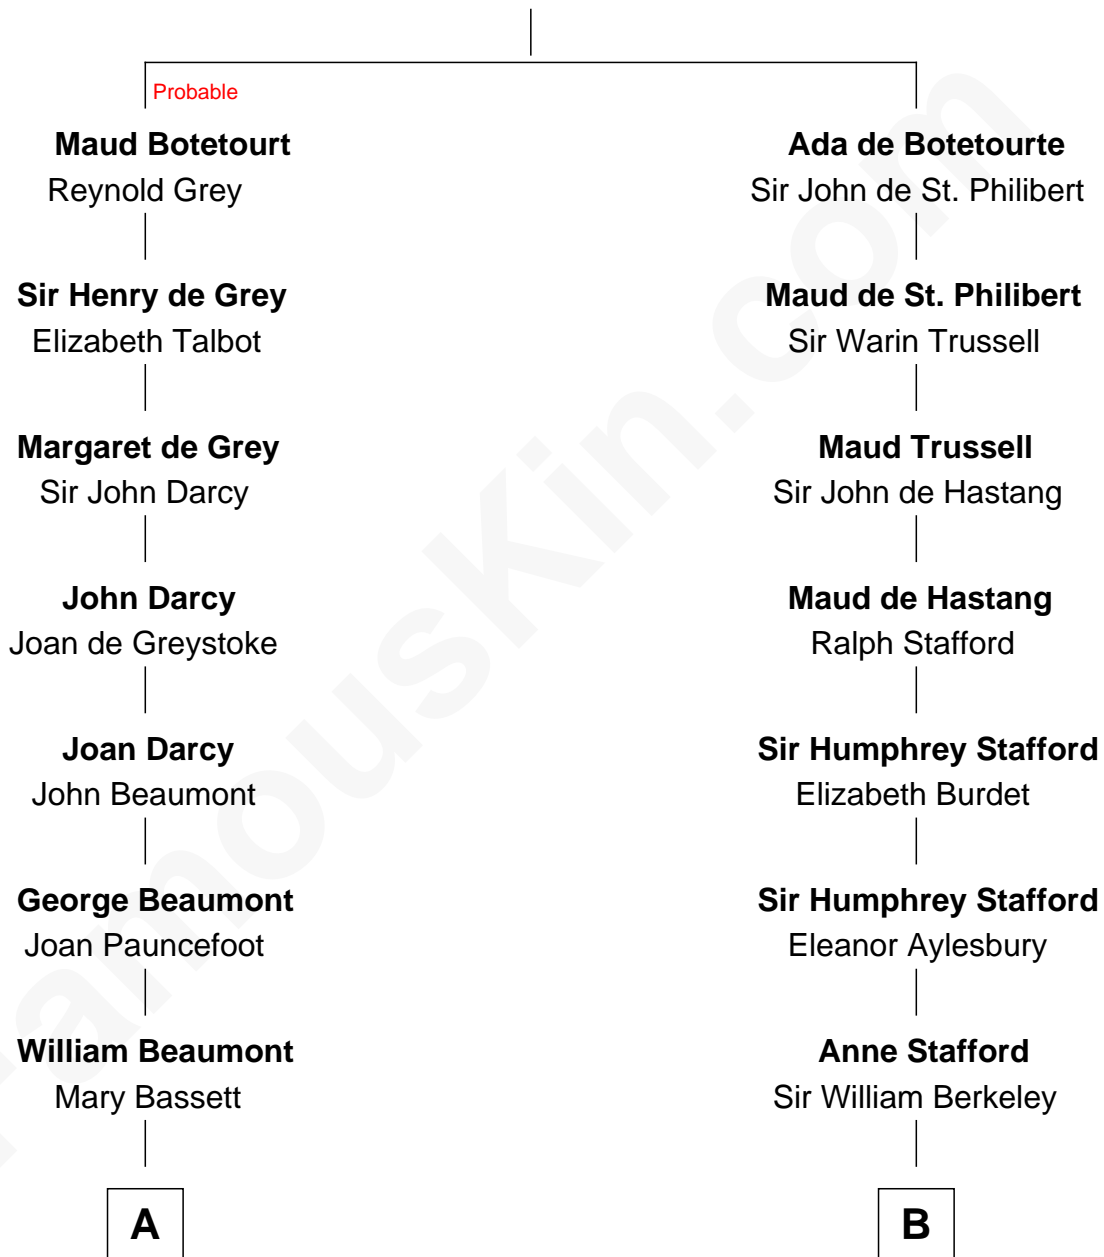 Probable
Maud Botetourt
Reynold Grey
Sir Henry de Grey
Elizabeth Talbot
Margaret de Grey
Sir John Darcy
John Darcy
Joan de Greystoke
Joan Darcy
John Beaumont
George Beaumont
Joan Pauncefoot
William Beaumont
Mary Bassett
A
Ada de Botetourte
Sir John de St. Philibert
Maud de St. Philibert
Sir Warin Trussell
Maud Trussell
Sir John de Hastang
Maud de Hastang
Ralph Stafford
Sir Humphrey Stafford
Elizabeth Burdet
Sir Humphrey Stafford
Eleanor Aylesbury
Anne Stafford
Sir William Berkeley
B
FamousKin.com